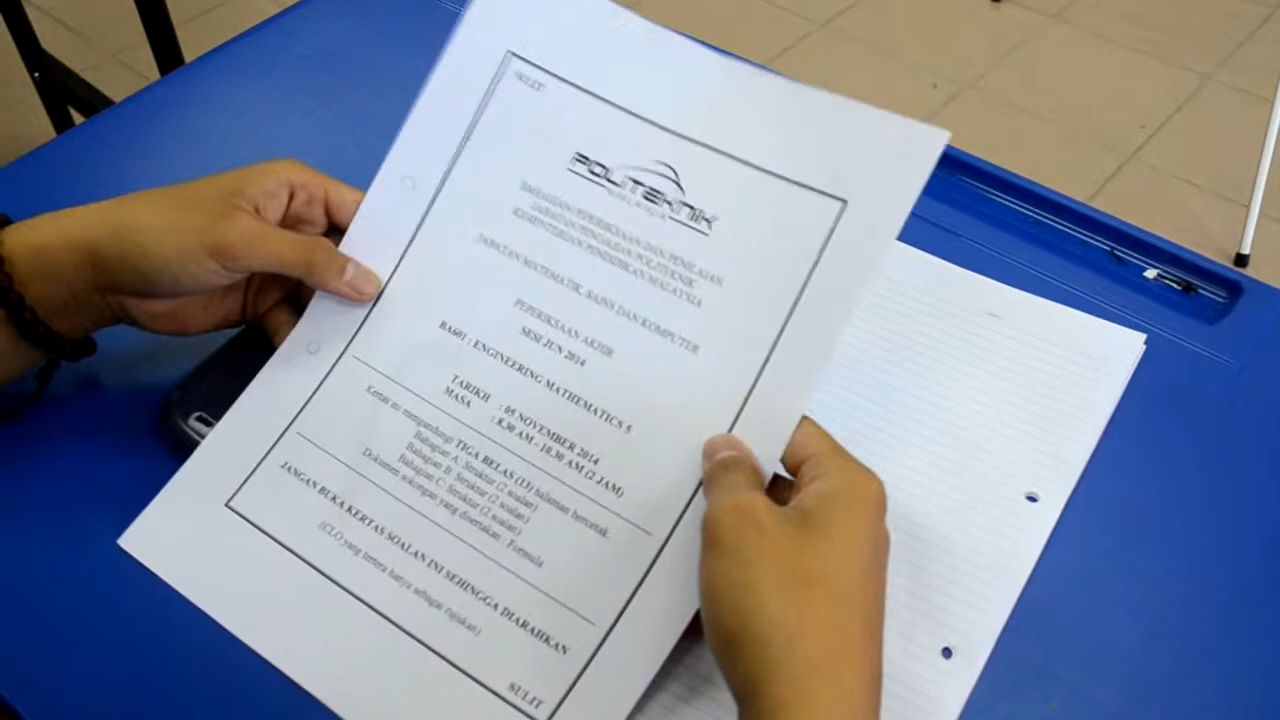 SULIT
POLITEKNIK
MALAYSIA
BAHAGIAN PEPERIKSAAN DAN PENILAIAN
JABATAN PENGAJIAN POLITEKNIK
KEMENTERIAN PENDIDIKAN MALAYSIA
JABATAN MATEMATIK, SAINS DAN KOMPUTER
PEPERIKSAAN AKHIR
SESI JUN 2014
BA601 : ENGINEERING MATHEMATICS 5
TARIKH : 05 NOVEMBER 2014
MASA : 8.30 AM - 10.30 AM (2 JAM)
Kertas ini mengandungi TIGA BELAS (13) halaman bercetak.
Bahagian A: Struktur (2 soalan)
Bahagian B: Struktur (2 soalan)
Bahagian C: Struktur (2 soalan)
Dokumen sokongan yang disertakan : Formula
JANGAN BUKA KERTAS SOALAN INI SEHINGGA DIARAHKAN
(CLO yang tertera hanya sebagai rujukan)
SULIT